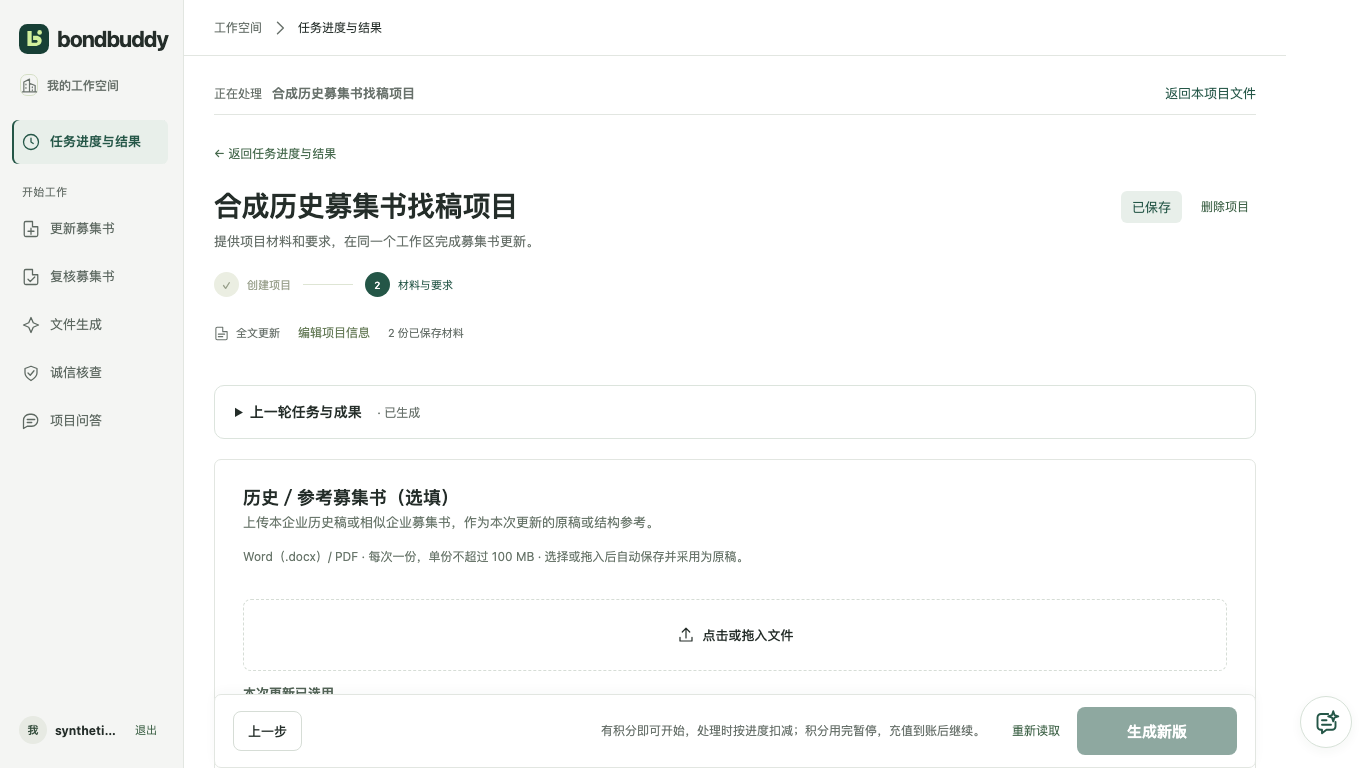 bondbuddy
我的工作空间
任务进度与结果
开始工作
更新募集书
复核募集书
文件生成
诚信核查
项目问答
我 syntheti... 退出
工作空间 任务进度与结果
正在处理 合成历史募集书找稿项目 返回本项目文件
← 返回任务进度与结果
合成历史募集书找稿项目 已保存 删除项目
提供项目材料和要求，在同一个工作区完成募集书更新。
创建项目 2 材料与要求
全文更新 编辑项目信息 2 份已保存材料
上一轮任务与成果 · 已生成
历史 / 参考募集书（选填）
上传本企业历史稿或相似企业募集书，作为本次更新的原稿或结构参考。
Word（.docx）/ PDF · 每次一份，单份不超过 100 MB · 选择或拖入后自动保存并采用为原稿。
点击或拖入文件
本次更新已选用
上一步 有积分即可开始，处理时按进度扣减；积分用完暂停，充值到账后继续。 重新读取 生成新版